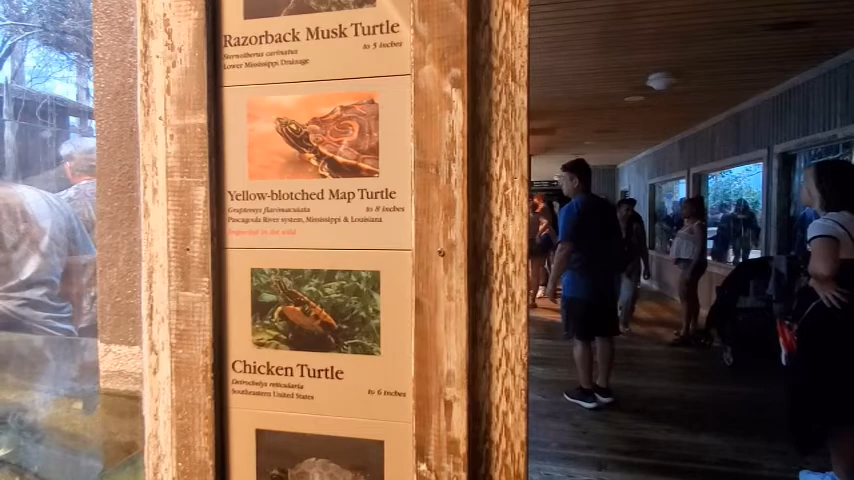 Razorback Musk Turtle
Sternotherus carinatus
to 5 inches
Lower Mississippi Drainage
Yellow-blotched Map Turtle
Graptemys flavimaculata
to 8 inches
Pascagoula River system, Mississippi & Louisiana
Imperiled in the wild
Chicken Turtle
Deirochelys reticularia
to 6 inches
Southeastern United States